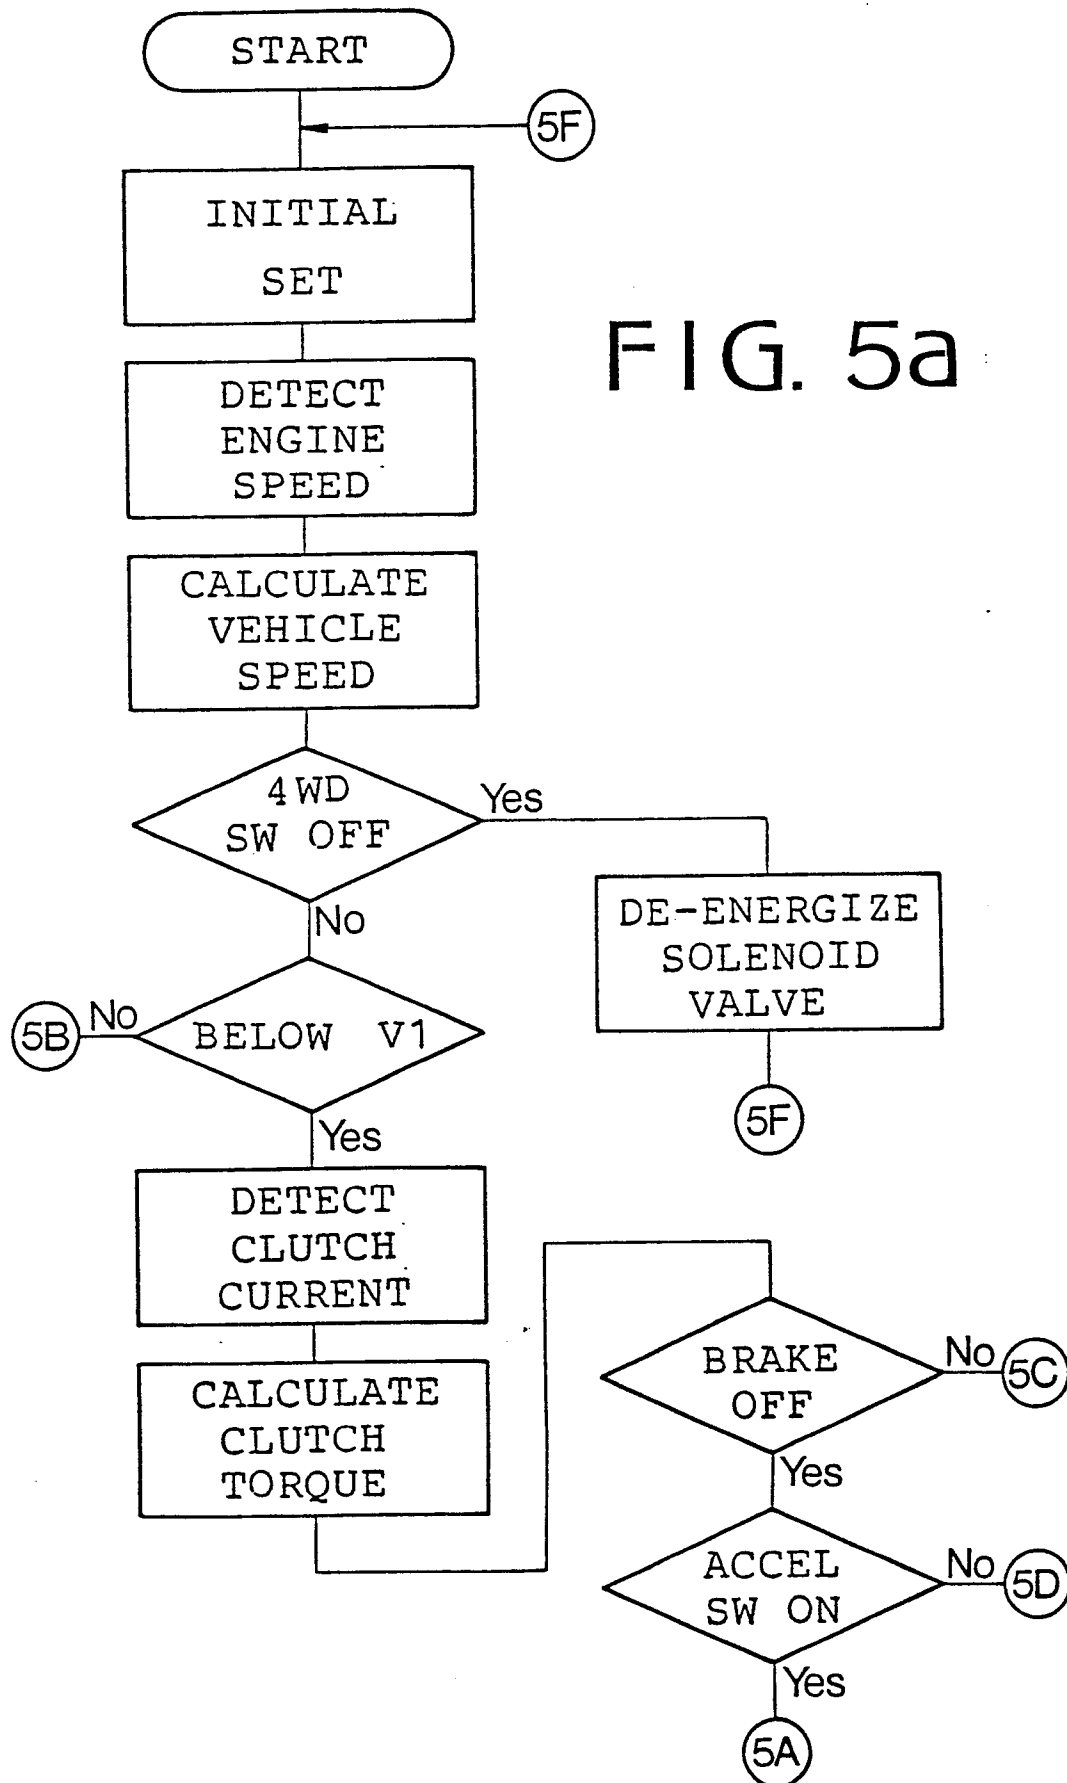 START
5F
INITIAL
SET
FIG. 5a
DETECT
ENGINE
SPEED
CALCULATE
VEHICLE
SPEED
4WD
SW OFF
Yes
No
DE-ENERGIZE
SOLENOID
VALVE
5F
5B
No
BELOW V1
Yes
DETECT
CLUTCH
CURRENT
CALCULATE
CLUTCH
TORQUE
BRAKE
OFF
No
5C
Yes
ACCEL
SW ON
No
5D
Yes
5A